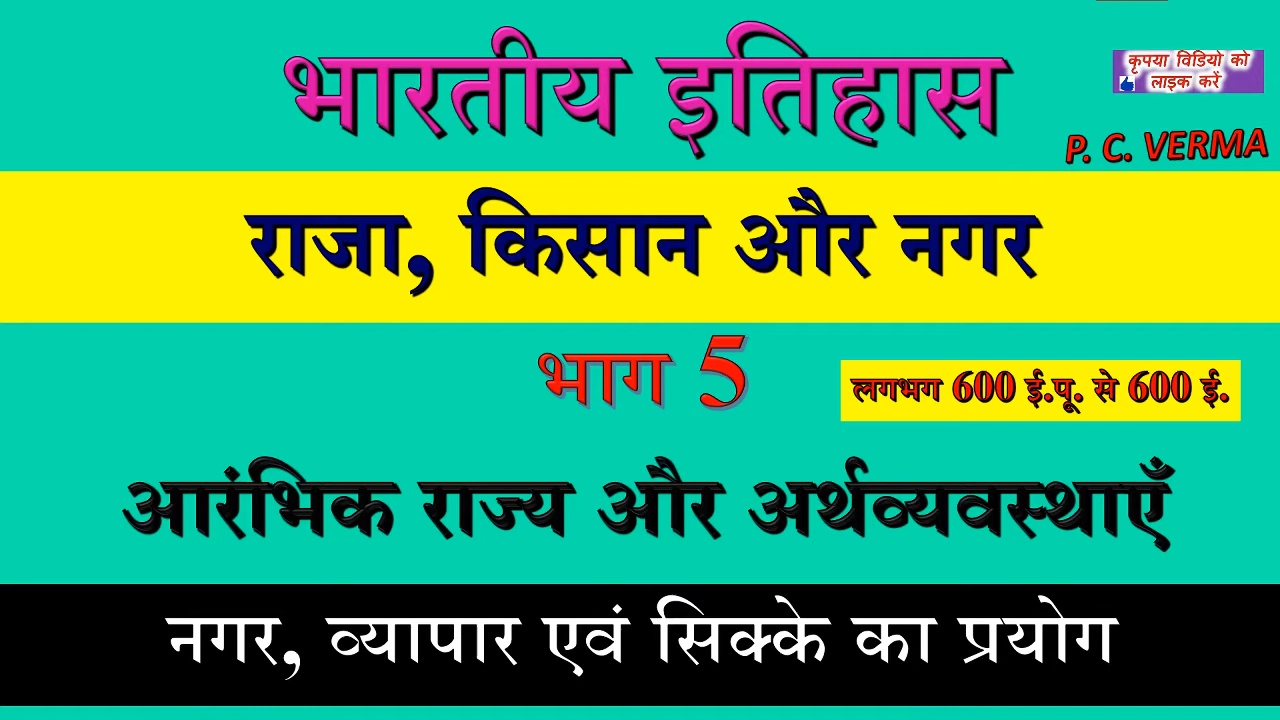 भारतीय इतिहास
कृपया विडियो को
लाइक करें
P. C. VERMA
राजा, किसान और नगर
भाग 5
लगभग 600 ई.पू. से 600 ई.
आरंभिक राज्य और अर्थव्यवस्थाएँ
नगर, व्यापार एवं सिक्के का प्रयोग